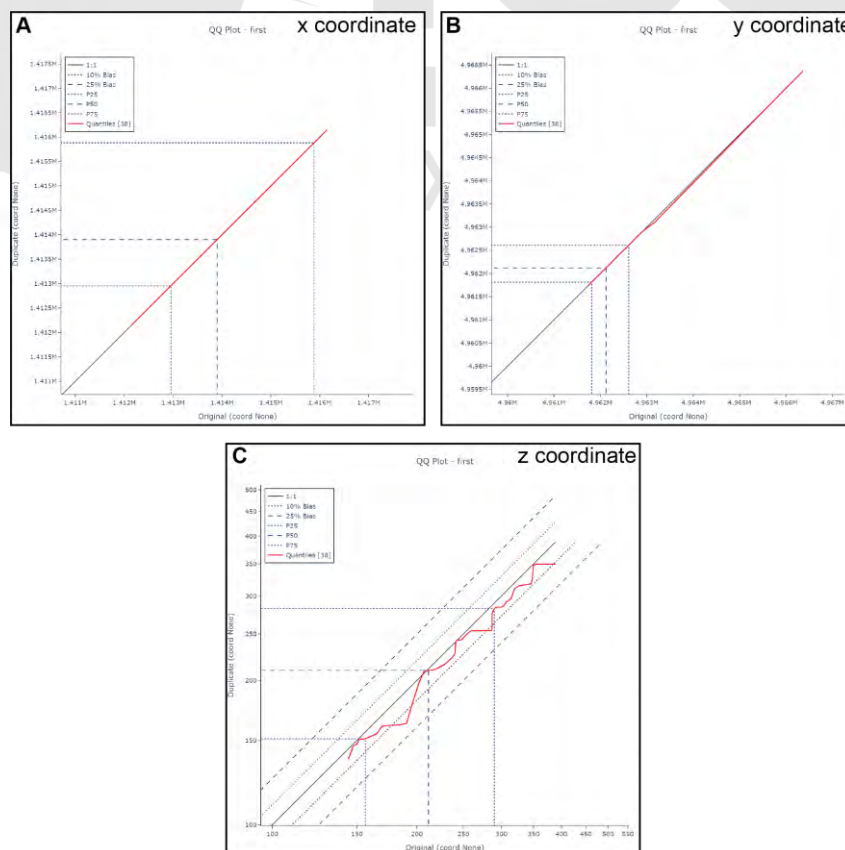 A
QQ Plot - first
x coordinate
1:1
10% Bias
25% Bias
P25
P50
P75
Quantiles [38]
1.4175M
1.417M
1.4165M
1.416M
1.4155M
1.415M
1.4145M
1.414M
1.4135M
1.413M
1.4125M
1.412M
1.4115M
1.411M
Duplicate (coord None)
1.411M 1.412M 1.413M 1.414M 1.415M 1.416M 1.417M
Original (coord None)
B
QQ Plot - first
y coordinate
1:1
10% Bias
25% Bias
P25
P50
P75
Quantiles [38]
4.9665M
4.966M
4.9655M
4.965M
4.9645M
4.964M
4.9635M
4.963M
4.9625M
4.962M
4.9615M
4.961M
4.9605M
4.96M
4.9595M
Duplicate (coord None)
4.96M 4.961M 4.962M 4.963M 4.964M 4.965M 4.966M 4.967M
Original (coord None)
C
QQ Plot - first
z coordinate
1:1
10% Bias
25% Bias
P25
P50
P75
Quantiles [38]
500
450
400
350
300
250
200
150
100
Duplicate (coord None)
100 150 200 250 300 350 400 450 500 550
Original (coord None)